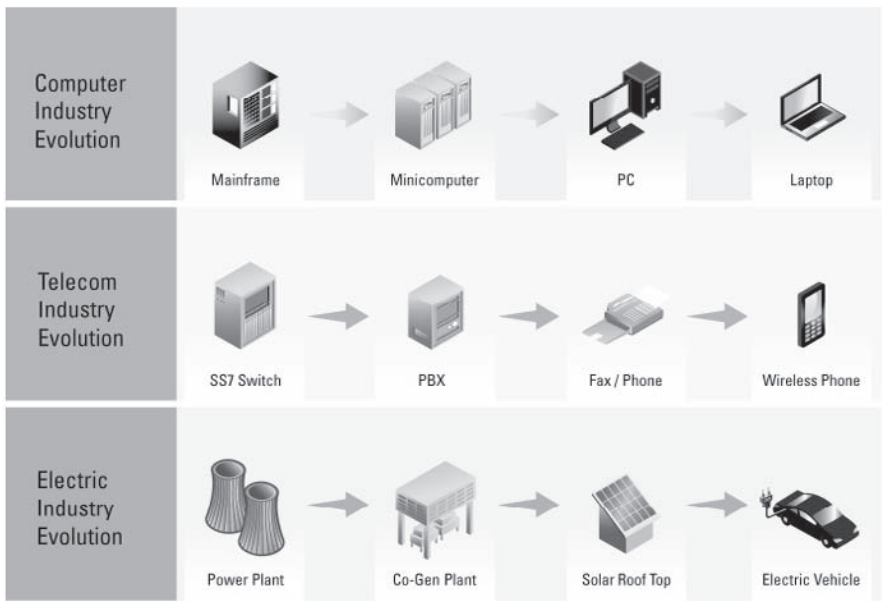 Computer
Industry
Evolution
Mainframe
Minicomputer
PC
Laptop
Telecom
Industry
Evolution
SS7 Switch
PBX
Fax / Phone
Wireless Phone
Electric
Industry
Evolution
Power Plant
Co-Gen Plant
Solar Roof Top
Electric Vehicle